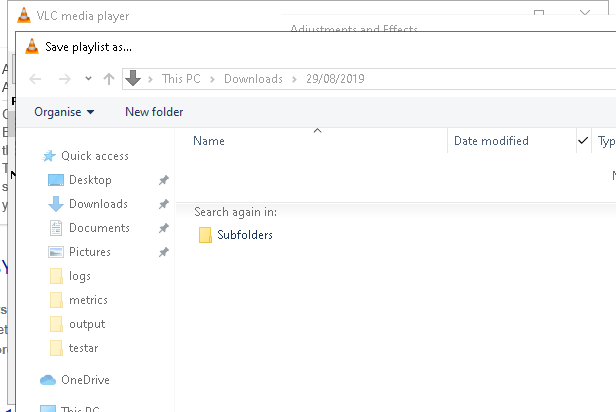 VLC media player
Adjustments and Effects
Save playlist as...
This PC > Downloads > 29/08/2019
Organise New folder
Name Date modified Typ
Quick access
Search again in:
Desktop
Subfolders
Downloads
Documents
Pictures
logs
metrics
output
testar
OneDrive
This PC